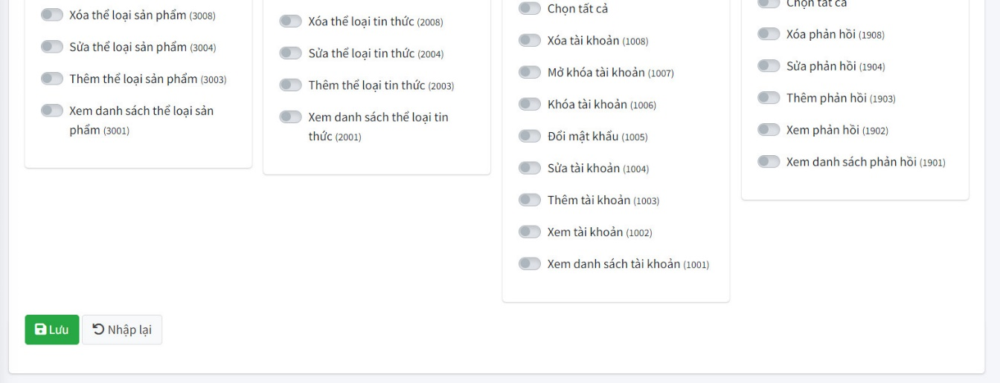 Xóa thể loại sản phẩm (3008)
Sửa thể loại sản phẩm (3004)
Thêm thể loại sản phẩm (3003)
Xem danh sách thể loại sản
phẩm (3001)
Xóa thể loại tin thức (2008)
Sửa thể loại tin thức (2004)
Thêm thể loại tin thức (2003)
Xem danh sách thể loại tin
thức (2001)
Chọn tất cả
Xóa tài khoản (1008)
Mở khóa tài khoản (1007)
Khóa tài khoản (1006)
Đổi mật khẩu (1005)
Sửa tài khoản (1004)
Thêm tài khoản (1003)
Xem tài khoản (1002)
Xem danh sách tài khoản (1001)
Chọn tất cả
Xóa phản hồi (1908)
Sửa phản hồi (1904)
Thêm phản hồi (1903)
Xem phản hồi (1902)
Xem danh sách phản hồi (1901)
Lưu
Nhập lại